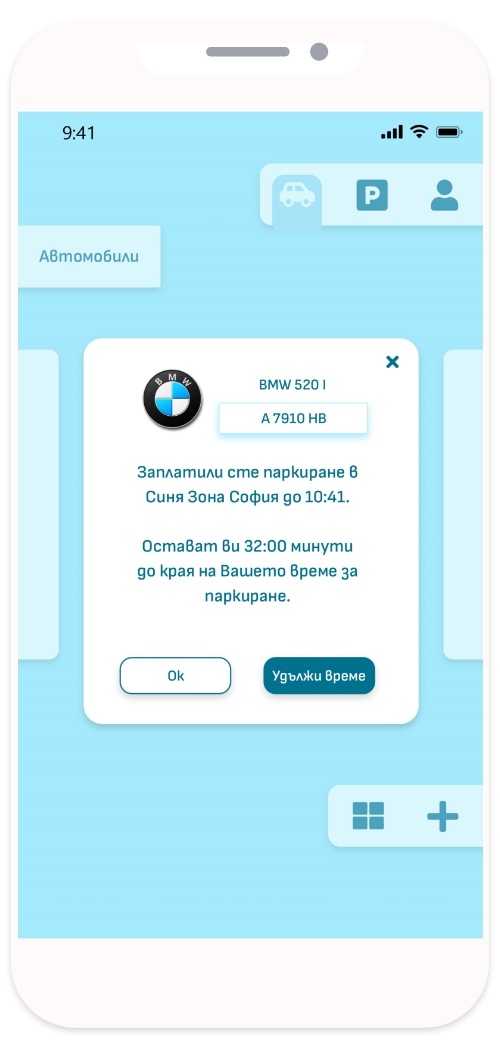 9:41
P
Автомобили
BMW
BMW 520 I
A 7910 HB
Заплатили сте паркиране в
Синя Зона София до 10:41.
Остават ви 32:00 минути
до края на Вашето време за
паркиране.
Ок
Удължи време